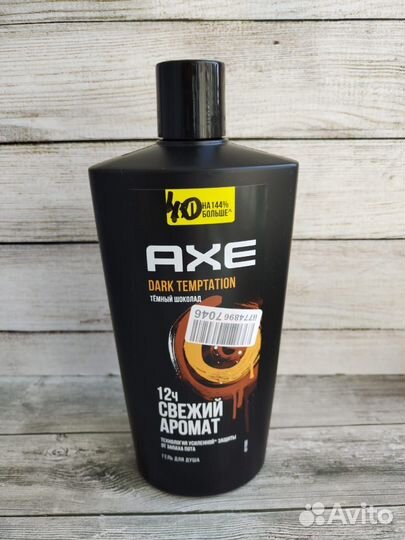 НА 144%
БОЛЬШЕ^
AXE
DARK TEMPTATION
ТЁМНЫЙ ШОКОЛАД
7046
12ч
СВЕЖИЙ
АРОМАТ
ТЕХНОЛОГИЯ УСИЛЕННОЙ* ЗАЩИТЫ
ОТ ЗАПАХА ПОТА
ГЕЛЬ ДЛЯ ДУША
Avito